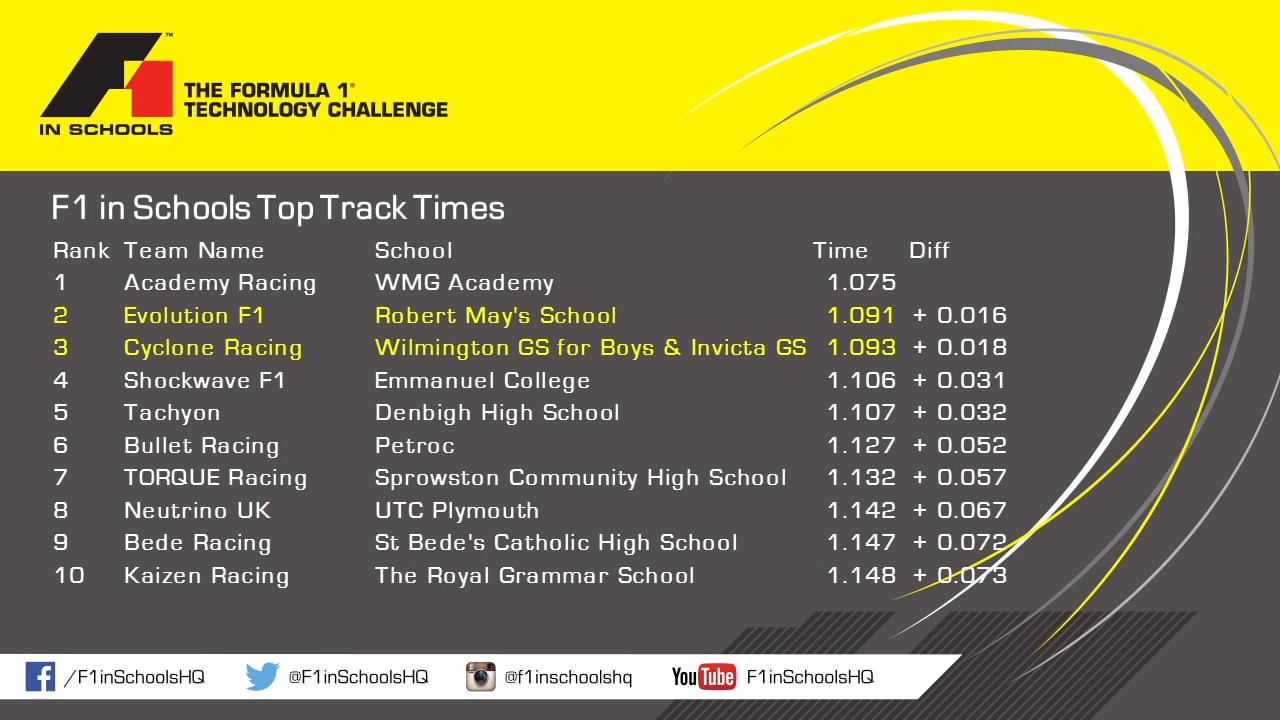 ™
THE FORMULA 1®
TECHNOLOGY CHALLENGE
IN SCHOOLS
F1 in Schools Top Track Times
Rank Team Name School Time Diff
1 Academy Racing WMG Academy 1.075
2 Evolution F1 Robert May's School 1.091 + 0.016
3 Cyclone Racing Wilmington GS for Boys & Invicta GS 1.093 + 0.018
4 Shockwave F1 Emmanuel College 1.106 + 0.031
5 Tachyon Denbigh High School 1.107 + 0.032
6 Bullet Racing Petroc 1.127 + 0.052
7 TORQUE Racing Sprowston Community High School 1.132 + 0.057
8 Neutrino UK UTC Plymouth 1.142 + 0.067
9 Bede Racing St Bede's Catholic High School 1.147 + 0.072
10 Kaizen Racing The Royal Grammar School 1.148 + 0.073
/F1inSchoolsHQ @F1inSchoolsHQ @f1inschoolshq YouTube F1inSchoolsHQ